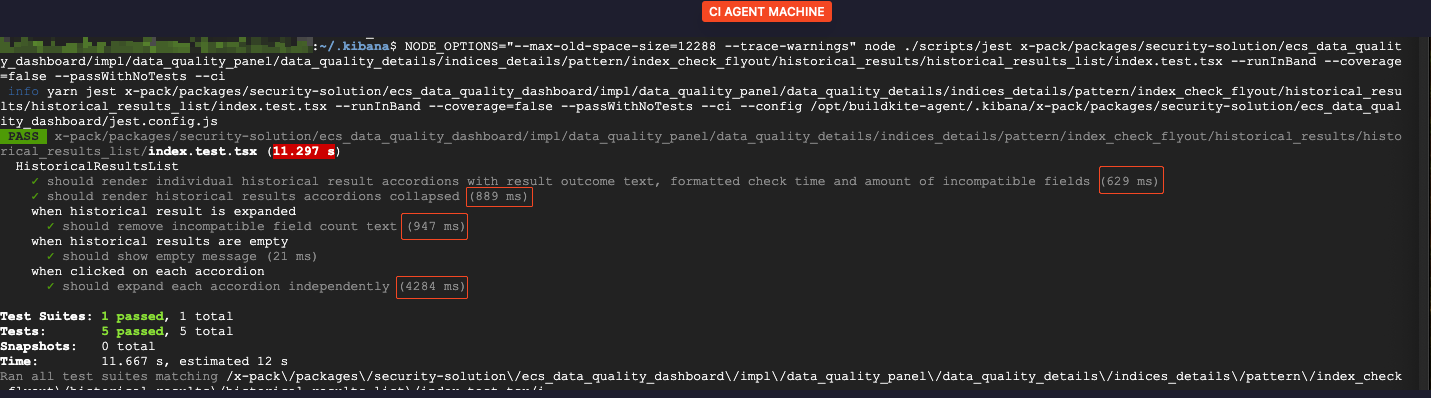 CI AGENT MACHINE
:~/.kibana$ NODE_OPTIONS="--max-old-space-size=12288 --trace-warnings" node ./scripts/jest x-pack/packages/security-solution/ecs_data_quality_dashboard/impl/data_quality_panel/data_quality_details/indices_details/pattern/index_check_flyout/historical_results/historical_results_list/index.test.tsx --runInBand --coverage
=false --passWithNoTests --ci
info yarn jest x-pack/packages/security-solution/ecs_data_quality_dashboard/impl/data_quality_panel/data_quality_details/indices_details/pattern/index_check_flyout/historical_resu
lts/historical_results_list/index.test.tsx --runInBand --coverage=false --passWithNoTests --ci --config /opt/buildkite-agent/.kibana/x-pack/packages/security-solution/ecs_data_qual
ity_dashboard/jest.config.js
PASS x-pack/packages/security-solution/ecs_data_quality_dashboard/impl/data_quality_panel/data_quality_details/indices_details/pattern/index_check_flyout/historical_results/histo
rical_results_list/index.test.tsx (11.297 s)
HistoricalResultsList
✓ should render individual historical result accordions with result outcome text, formatted check time and amount of incompatible fields (629 ms)
✓ should render historical results accordions collapsed (889 ms)
when historical result is expanded
✓ should remove incompatible field count text (947 ms)
when historical results are empty
✓ should show empty message (21 ms)
when clicked on each accordion
✓ should expand each accordion independently (4284 ms)
Test Suites: 1 passed, 1 total
Tests: 5 passed, 5 total
Snapshots: 0 total
Time: 11.667 s, estimated 12 s
Ran all test suites matching /x-pack\/packages\/security-solution\/ecs_data_quality_dashboard\/impl\/data_quality_panel\/data_quality_details\/indices_details\/pattern\/index_check